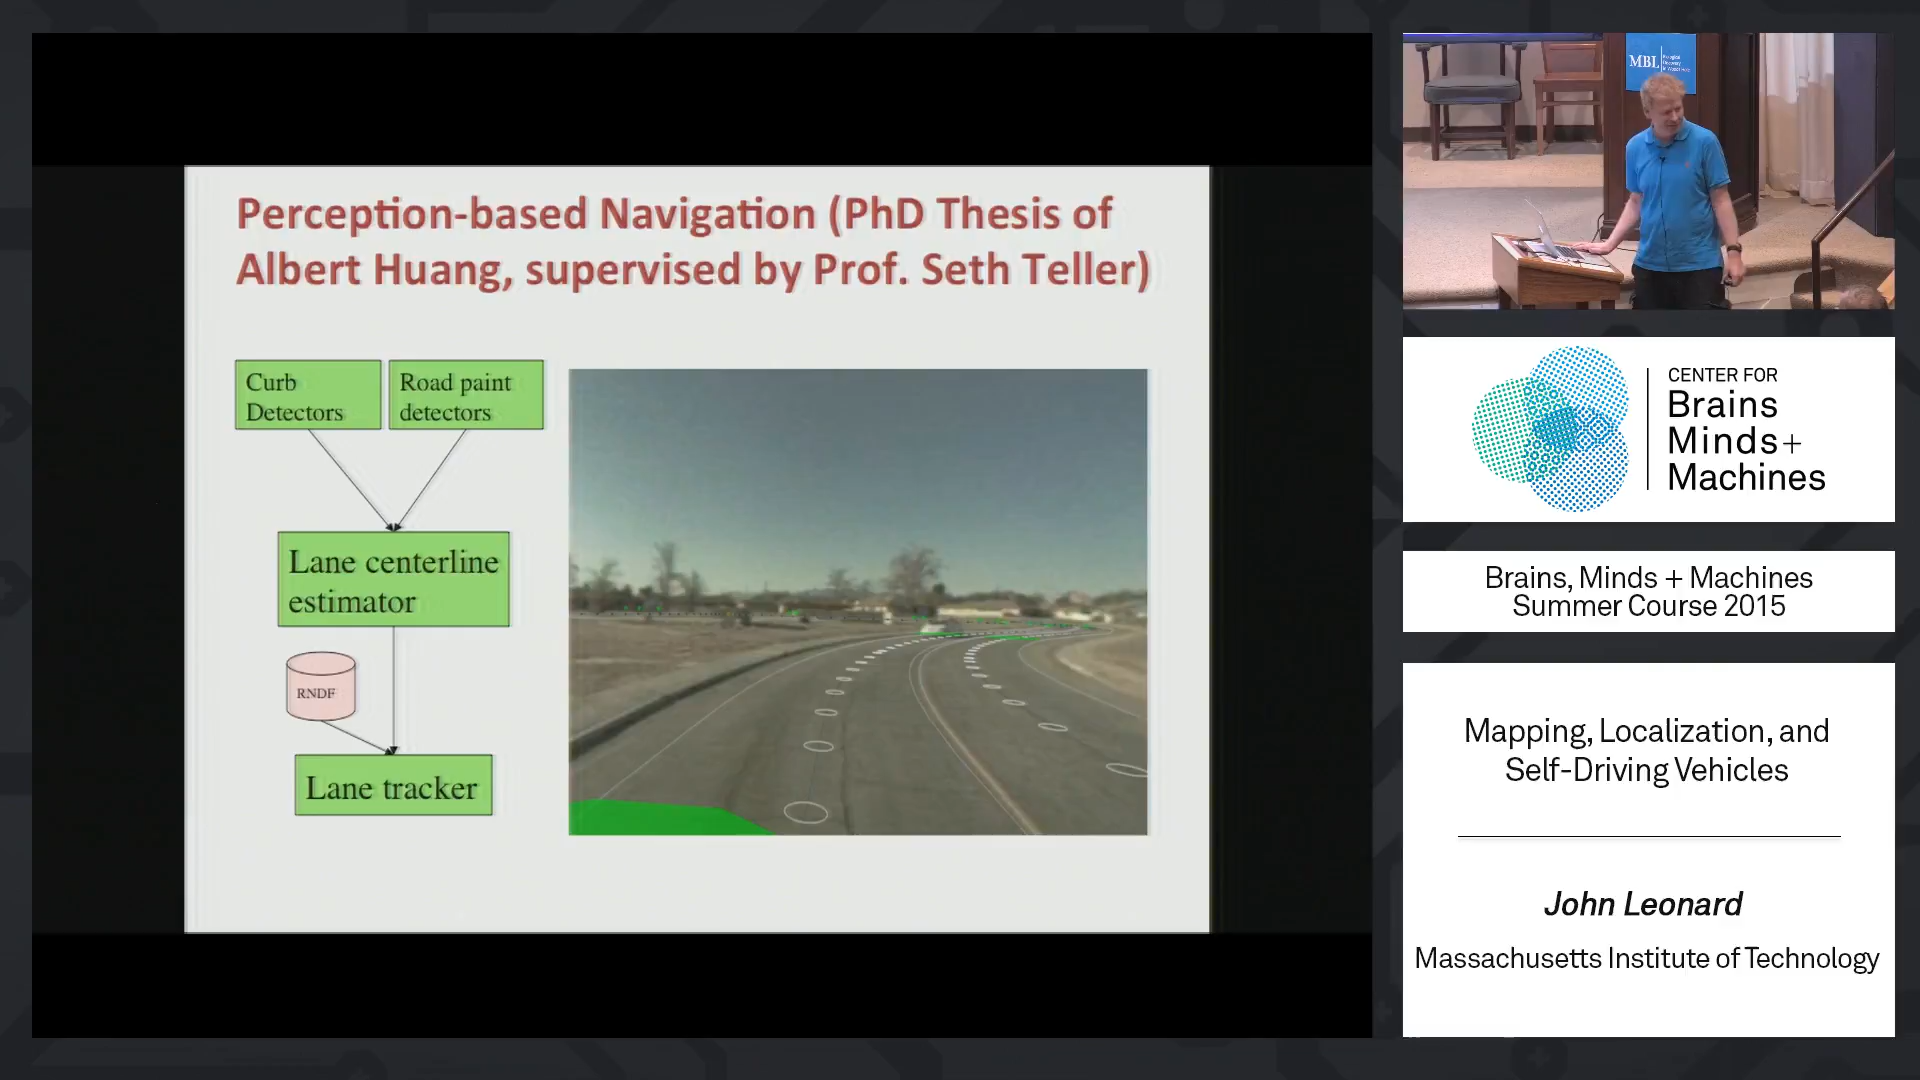 Perception-based Navigation (PhD Thesis of
Albert Huang, supervised by Prof. Seth Teller)
Curb
Detectors
Road paint
detectors
Lane centerline
estimator
RNDF
Lane tracker
MBL
CENTER FOR
Brains
Minds+
Machines
Brains, Minds + Machines
Summer Course 2015
Mapping, Localization, and
Self-Driving Vehicles
John Leonard
Massachusetts Institute of Technology